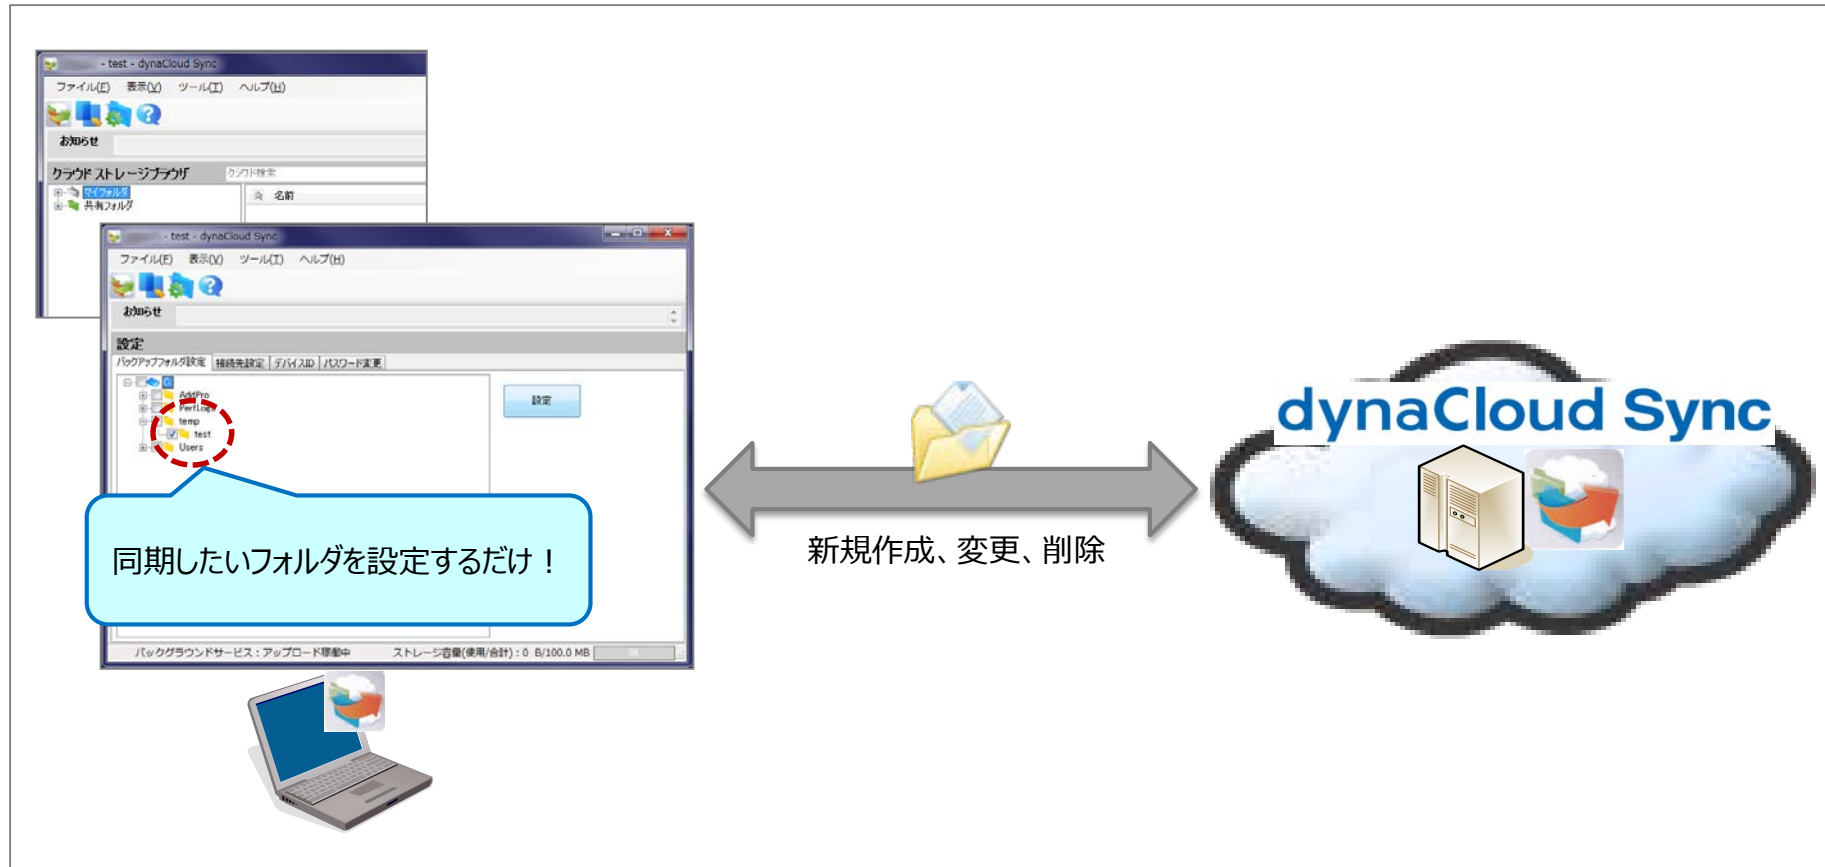 - test - dynaCloud Sync
ファイル(F) 表示(V) ツール(T) ヘルプ(H)
お知らせ
クラウド ストレージブラウザ クラウド検索
マイフォルダ 名前
共有フォルダ
- test - dynaCloud Sync
ファイル(F) 表示(V) ツール(T) ヘルプ(H)
お知らせ
設定
バックアップフォルダ設定 接続先設定 デバイスID パスワード変更
AddPro
PerfLogs
temp
test
Users
設定
同期したいフォルダを設定するだけ！
バックグラウンドサービス：アップロード稼働中 ストレージ容量(使用/合計)：0 B/100.0 MB
新規作成、変更、削除
dynaCloud Sync